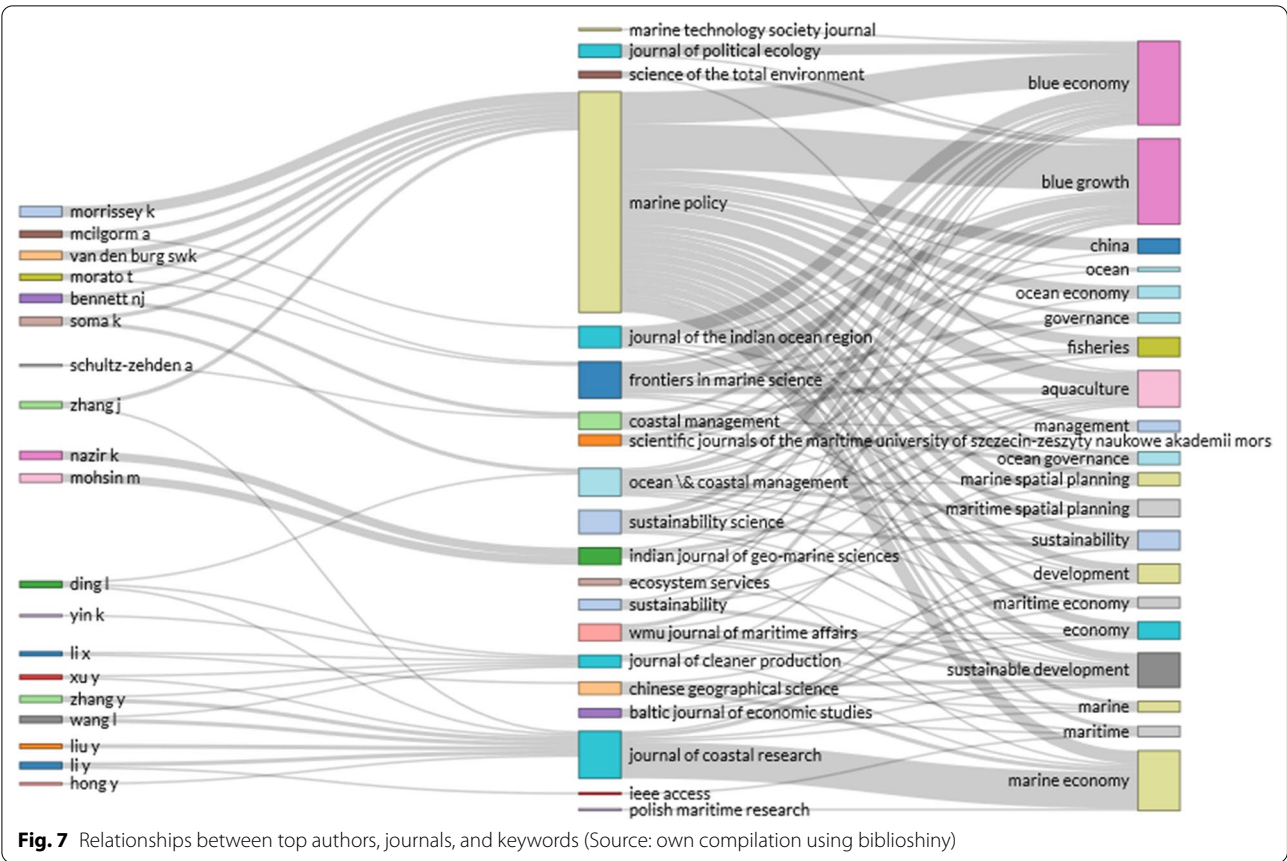 morrissey k
mcilgorm a
van den burg swk
morato t
bennett nj
soma k
schultz-zehden a
zhang j
nazir k
mohsin m
ding l
yin k
li x
xu y
zhang y
wang l
liu y
li y
hong y
marine technology society journal
journal of political ecology
science of the total environment
marine policy
journal of the indian ocean region
frontiers in marine science
coastal management
scientific journals of the maritime university of szczecin-zeszyty naukowe akademii mors
ocean \& coastal management
sustainability science
indian journal of geo-marine sciences
ecosystem services
sustainability
wmu journal of maritime affairs
journal of cleaner production
chinese geographical science
baltic journal of economic studies
journal of coastal research
ieee access
polish maritime research
blue economy
blue growth
china
ocean
ocean economy
governance
fisheries
aquaculture
management
ocean governance
marine spatial planning
maritime spatial planning
sustainability
development
maritime economy
economy
sustainable development
marine
maritime
marine economy
Fig. 7 Relationships between top authors, journals, and keywords (Source: own compilation using biblioshiny)